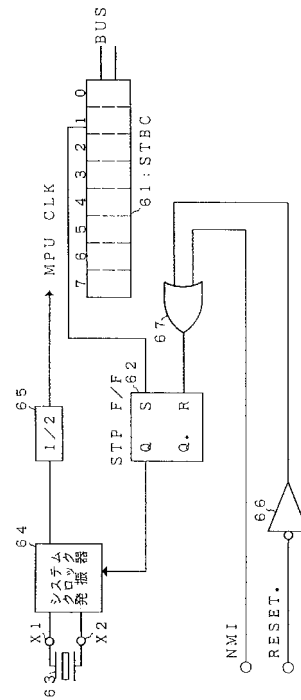 63
X1
X2
64
システム
クロック
発振器
65
1/2
MPU CLK
STP F/F
62
Q S
Q. R
7 6 5 4 3 2 1 0
BUS
61:STBC
67
NMI
RESET.
66